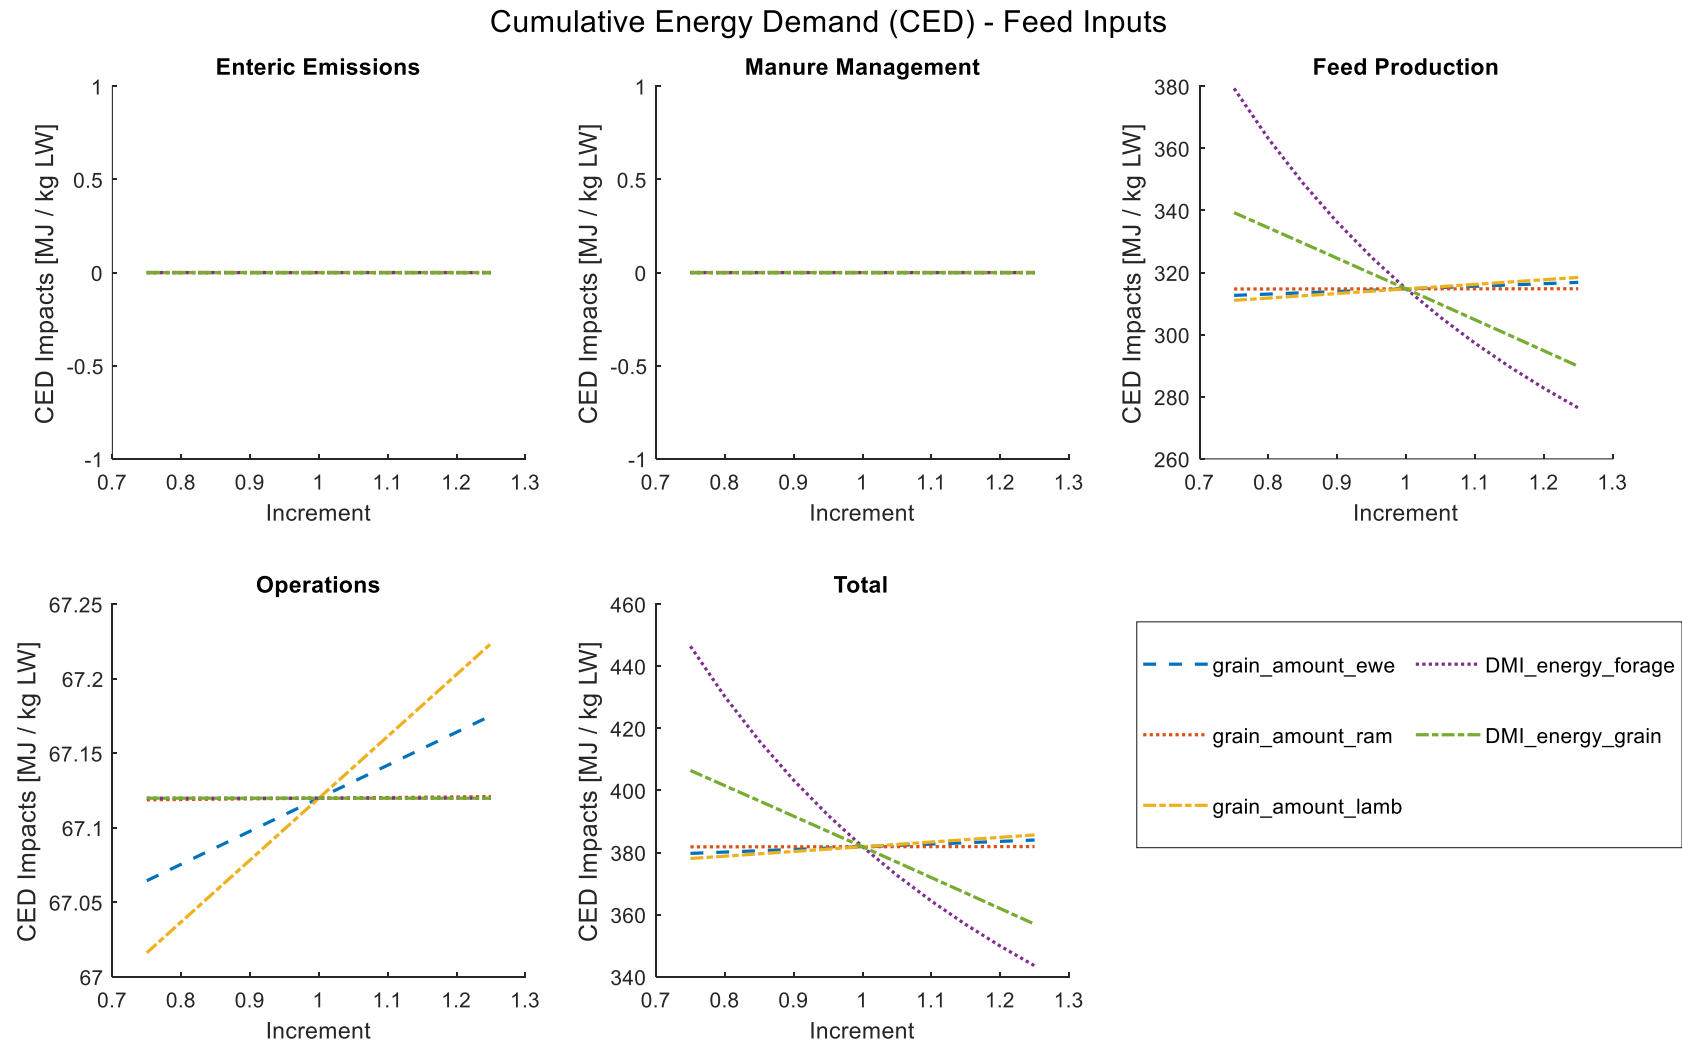 Cumulative Energy Demand (CED) - Feed Inputs
Enteric Emissions
CED Impacts [MJ / kg LW]
1
0.5
0
-0.5
-1
0.7 0.8 0.9 1 1.1 1.2 1.3
Increment
Manure Management
CED Impacts [MJ / kg LW]
1
0.5
0
-0.5
-1
0.7 0.8 0.9 1 1.1 1.2 1.3
Increment
Feed Production
CED Impacts [MJ / kg LW]
380
360
340
320
300
280
260
0.7 0.8 0.9 1 1.1 1.2 1.3
Increment
Operations
CED Impacts [MJ / kg LW]
67.25
67.2
67.15
67.1
67.05
67
0.7 0.8 0.9 1 1.1 1.2 1.3
Increment
Total
CED Impacts [MJ / kg LW]
460
440
420
400
380
360
340
0.7 0.8 0.9 1 1.1 1.2 1.3
Increment
grain_amount_ewe
grain_amount_ram
grain_amount_lamb
DMI_energy_forage
DMI_energy_grain